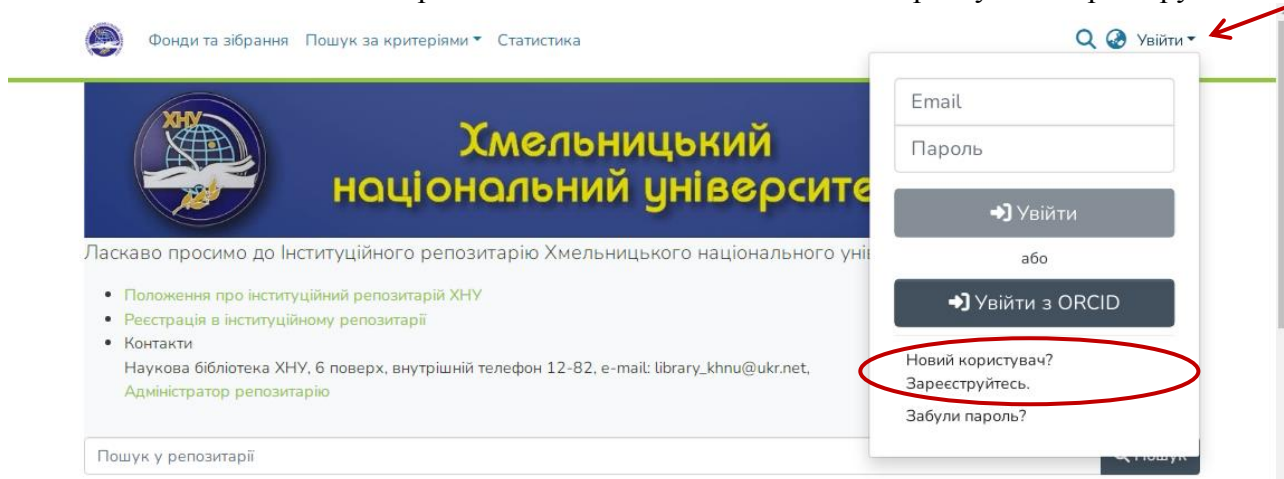 Фонди та зібрання Пошук за критеріями Статистика Увійти
ХНУ
Хмельницький
національний університе
Ласкаво просимо до Інституційного репозитарію Хмельницького національного уні
Положення про інституційний репозитарій ХНУ
Реєстрація в інституційному репозитарії
Контакти
Наукова бібліотека ХНУ, 6 поверх, внутрішній телефон 12-82, e-mail: library_khnu@ukr.net,
Адміністратор репозитарію
Пошук у репозитарії
Email
Пароль
Увійти
або
Увійти з ORCID
Новий користувач?
Зареєструйтесь.
Забули пароль?